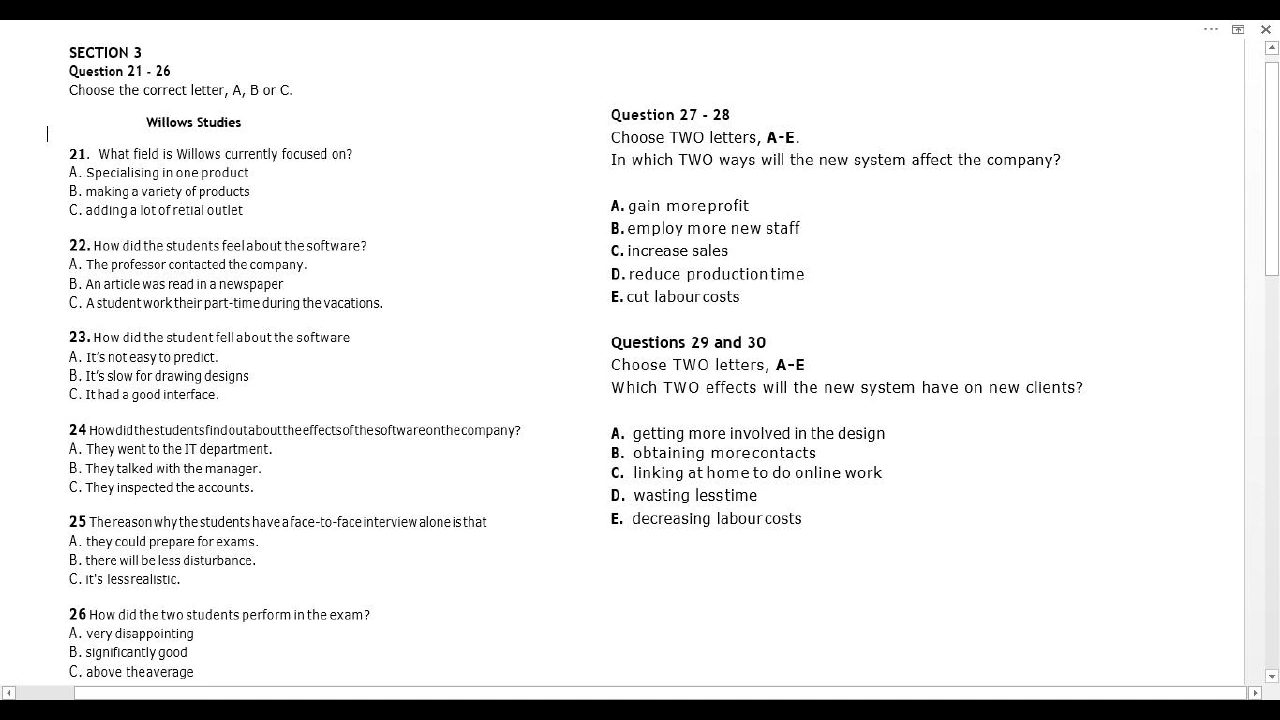 SECTION 3
Question 21 - 26
Choose the correct letter, A, B or C.
Willows Studies
21. What field is Willows currently focused on?
A. Specialising in one product
B. making a variety of products
C. adding a lot of retial outlet
22. How did the students feel about the software?
A. The professor contacted the company.
B. An article was read in a newspaper
C. A student work their part-time during the vacations.
23. How did the student fell about the software
A. It's not easy to predict.
B. It's slow for drawing designs
C. It had a good interface.
24 How did the students find out about the effects of the software on the company?
A. They went to the IT department.
B. They talked with the manager.
C. They inspected the accounts.
25 The reason why the students have a face-to-face interview alone is that
A. they could prepare for exams.
B. there will be less disturbance.
C. it's less realistic.
26 How did the two students perform in the exam?
A. very disappointing
B. significantly good
C. above the average
Question 27 - 28
Choose TWO letters, A-E.
In which TWO ways will the new system affect the company?
A. gain more profit
B. employ more new staff
C. increase sales
D. reduce production time
E. cut labour costs
Questions 29 and 30
Choose TWO letters, A-E
Which TWO effects will the new system have on new clients?
A. getting more involved in the design
B. obtaining more contacts
C. linking at home to do online work
D. wasting less time
E. decreasing labour costs